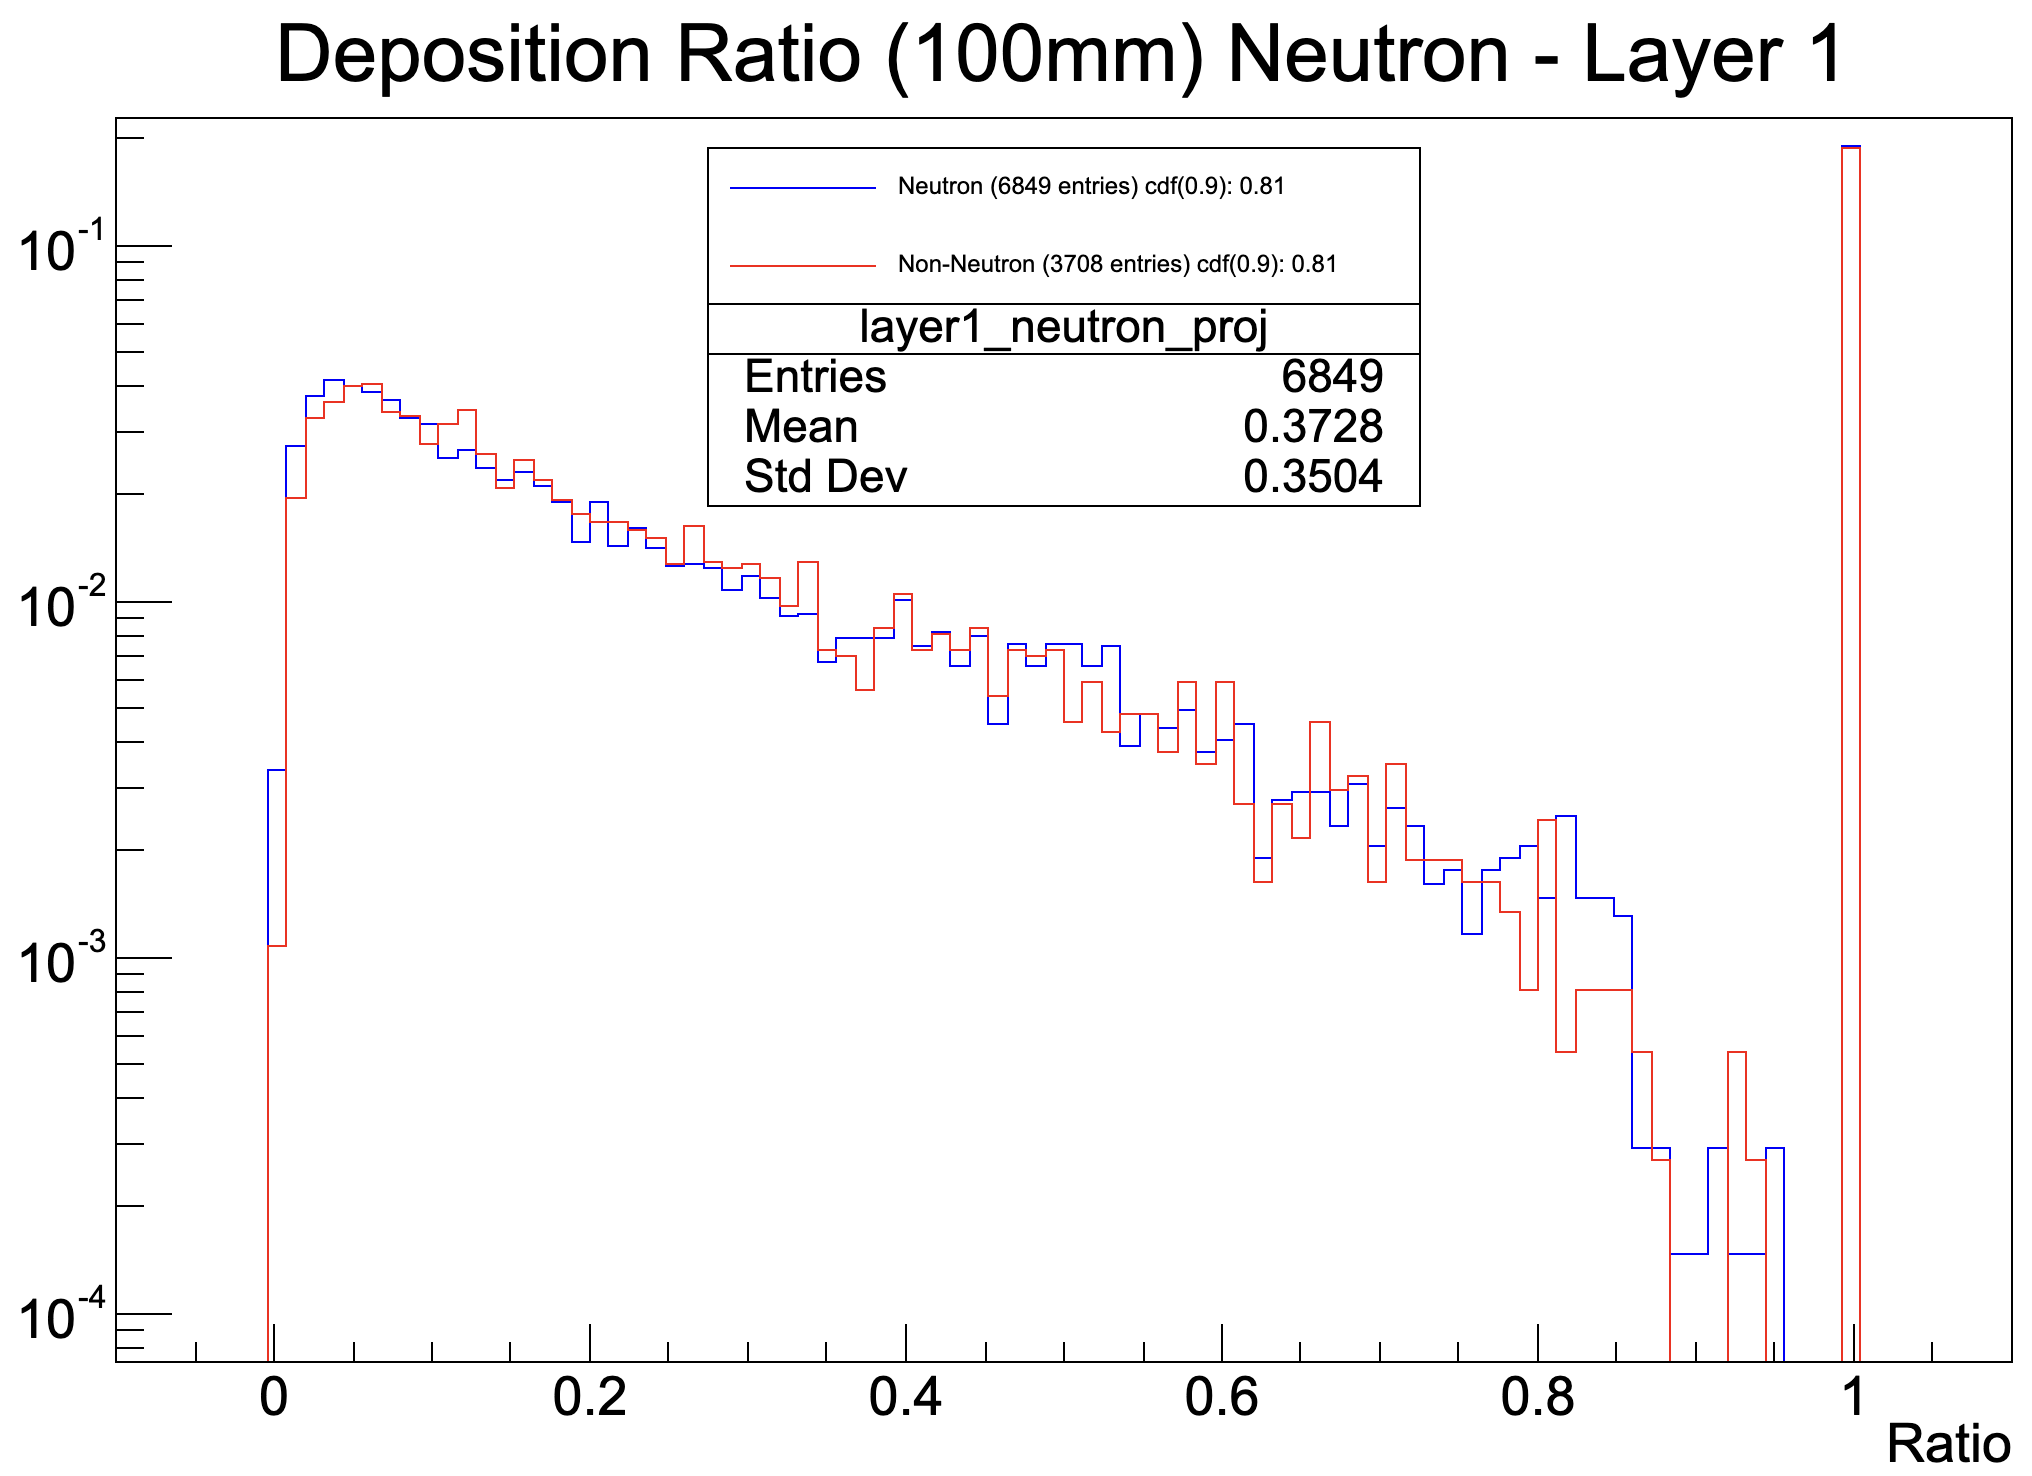 Deposition Ratio (100mm) Neutron - Layer 1
Neutron (6849 entries) cdf(0.9): 0.81
Non-Neutron (3708 entries) cdf(0.9): 0.81
layer1_neutron_proj
Entries 6849
Mean 0.3728
Std Dev 0.3504
10^-1
10^-2
10^-3
10^-4
0 0.2 0.4 0.6 0.8 1
Ratio